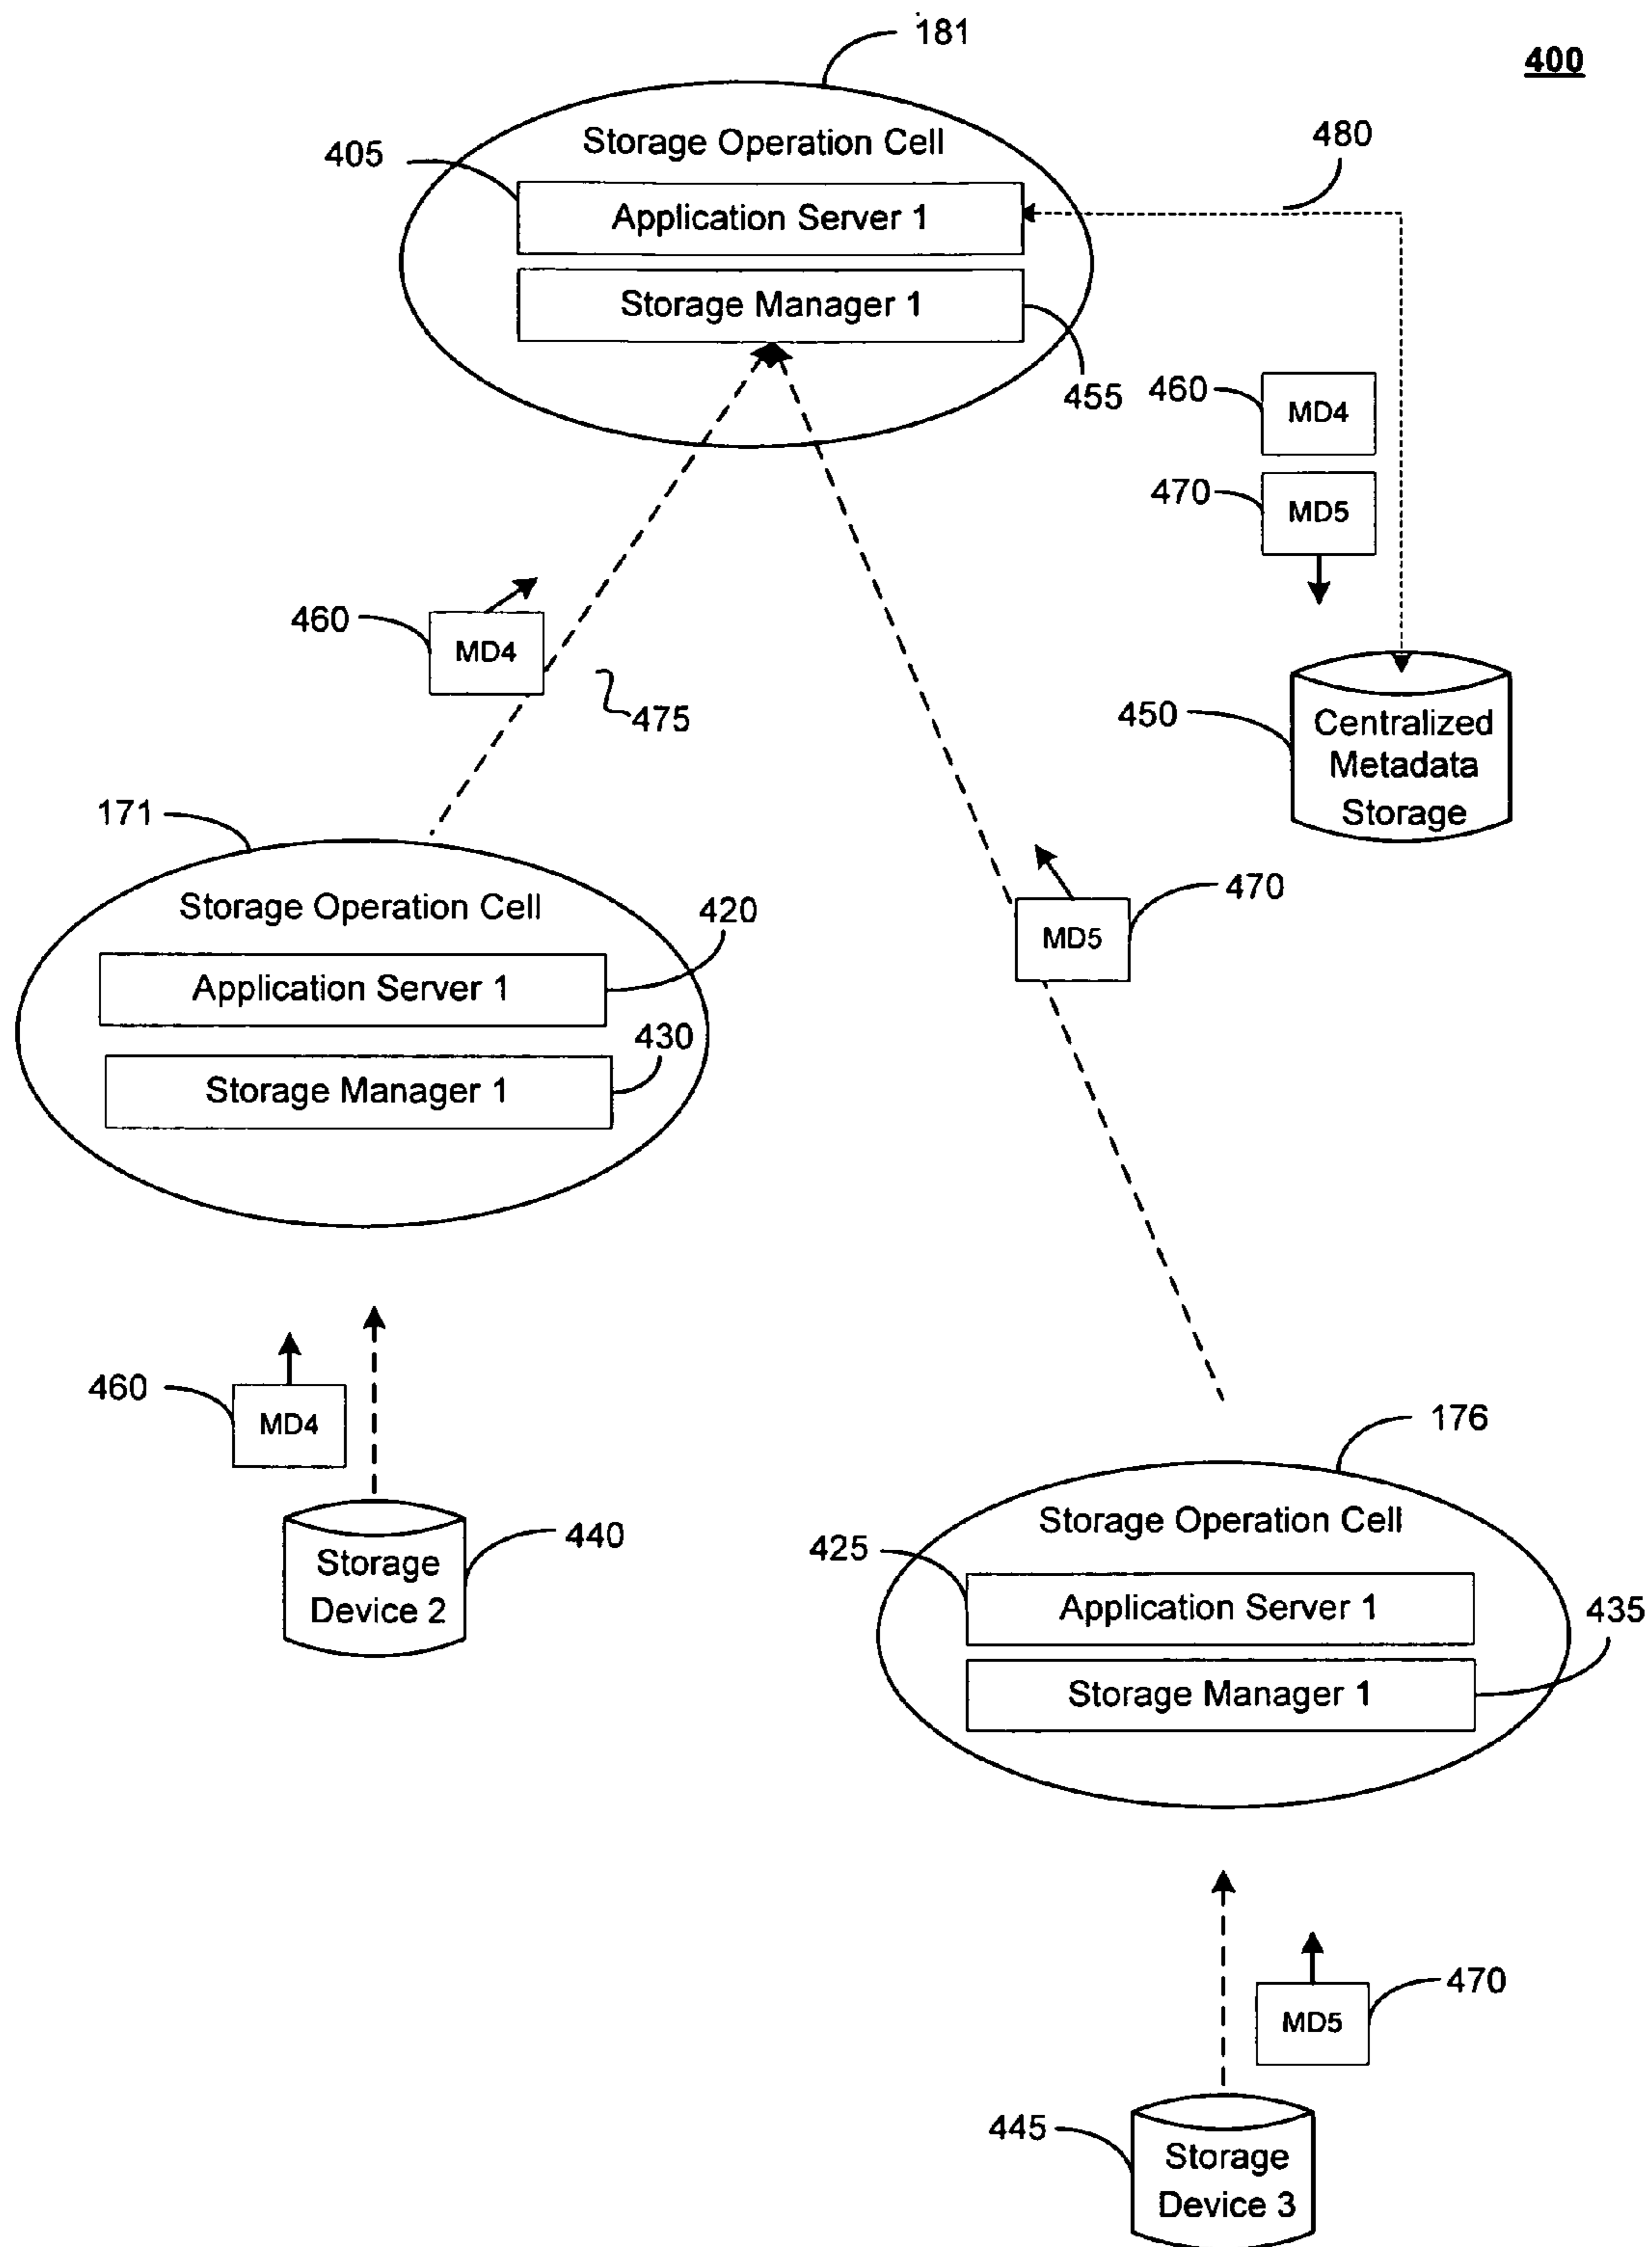 181
400
Storage Operation Cell
405
480
Application Server 1
Storage Manager 1
455
460
MD4
470
MD5
460
MD4
475
450
Centralized
Metadata
Storage
171
470
MD5
Storage Operation Cell
420
Application Server 1
430
Storage Manager 1
460
MD4
176
440
Storage
Device 2
Storage Operation Cell
425
Application Server 1
435
Storage Manager 1
470
MD5
445
Storage
Device 3